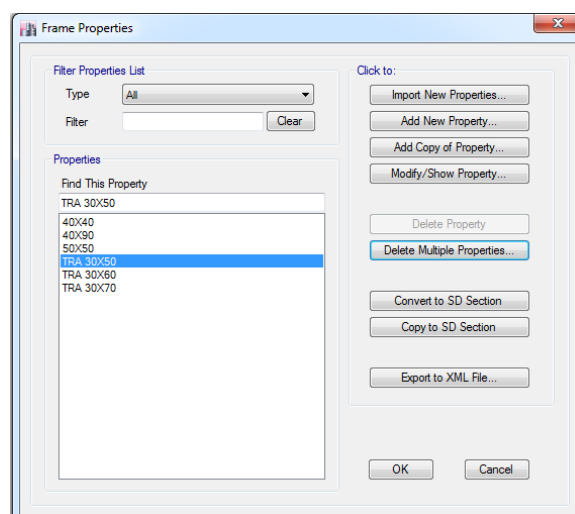 Frame Properties
Filter Properties List
Type
All
Filter
Clear
Properties
Find This Property
TRA 30X50
40X40
40X90
50X50
TRA 30X50
TRA 30X60
TRA 30X70
Click to:
Import New Properties...
Add New Property...
Add Copy of Property...
Modify/Show Property...
Delete Property
Delete Multiple Properties...
Convert to SD Section
Copy to SD Section
Export to XML File...
OK
Cancel